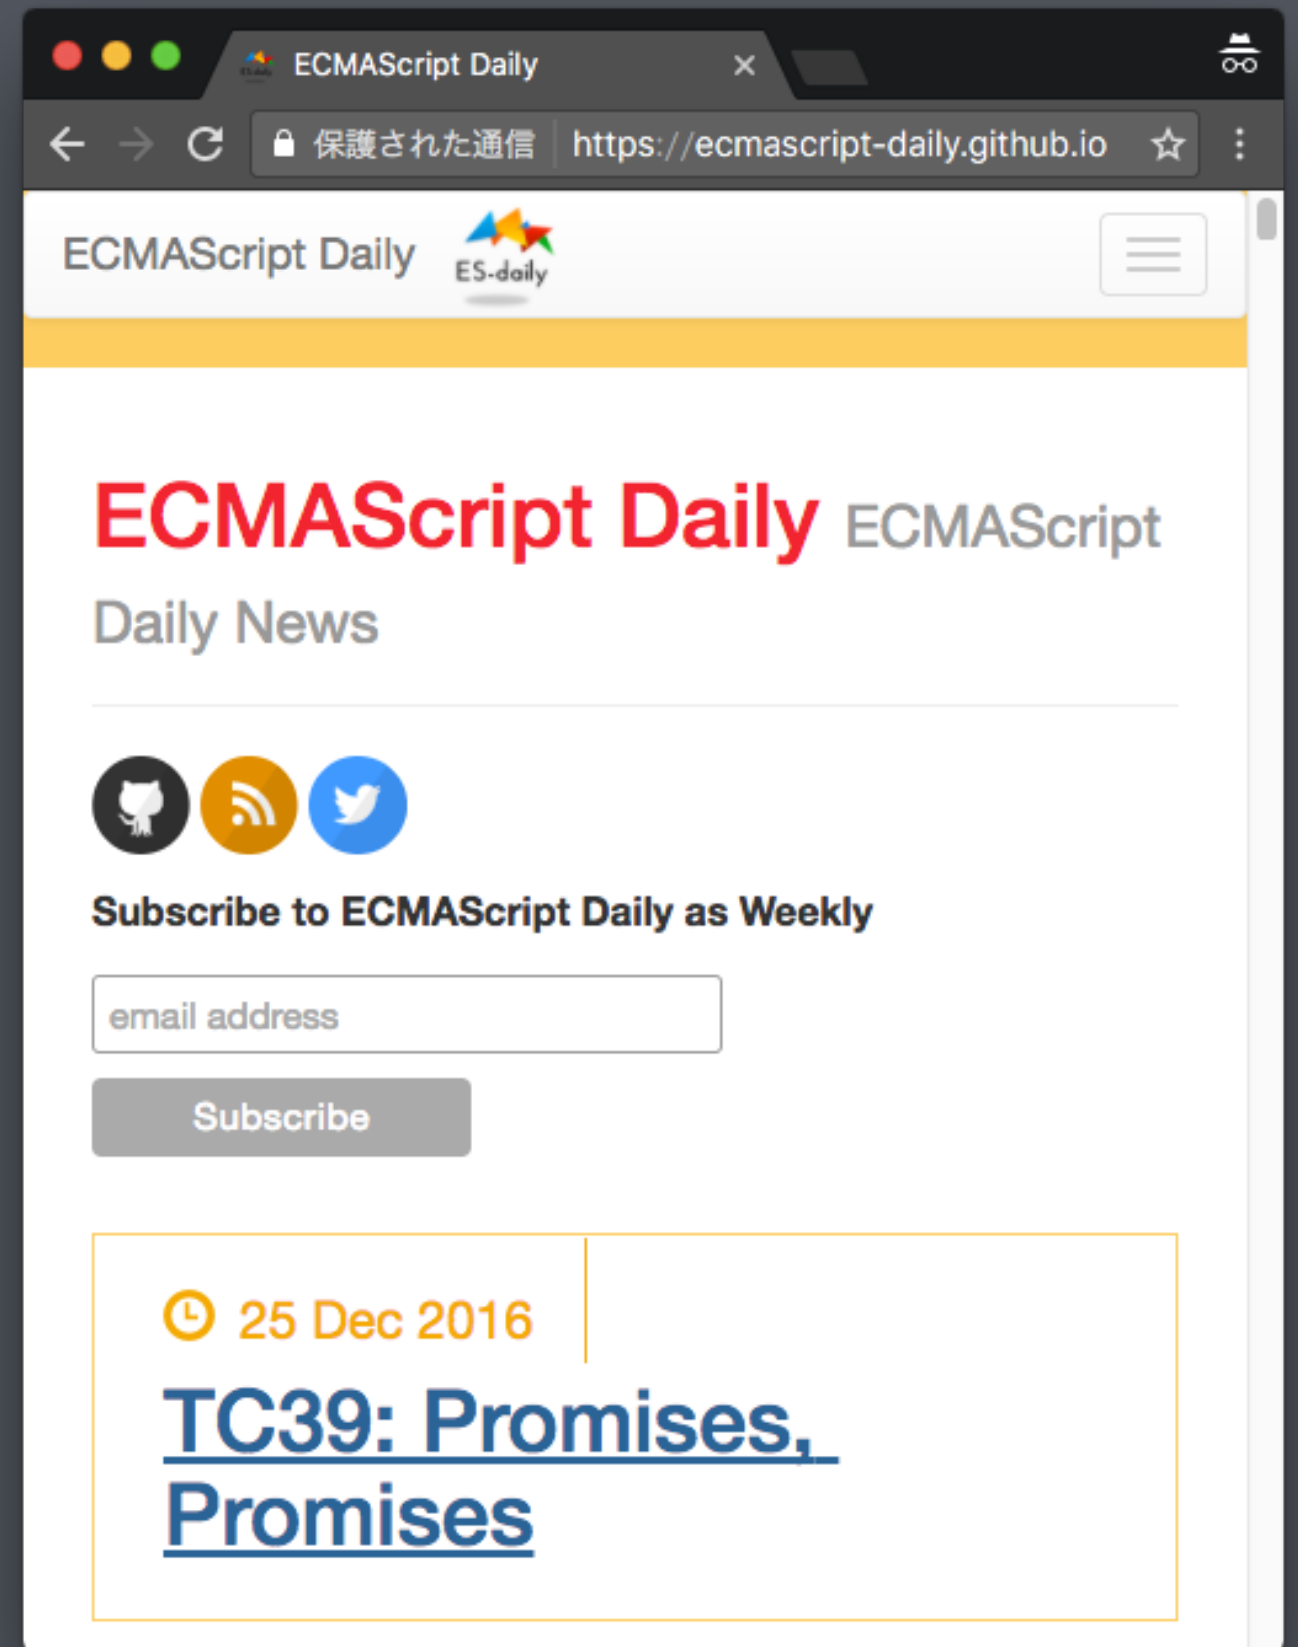 ECMAScript Daily
保護された通信 https://ecmascript-daily.github.io
ECMAScript Daily ES-daily
ECMAScript Daily ECMAScript
Daily News
Subscribe to ECMAScript Daily as Weekly
email address
Subscribe
25 Dec 2016
TC39: Promises,
Promises